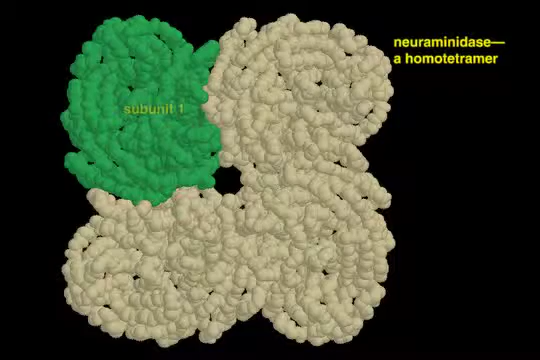 neuraminidase—
a homotetramer
subunit 1